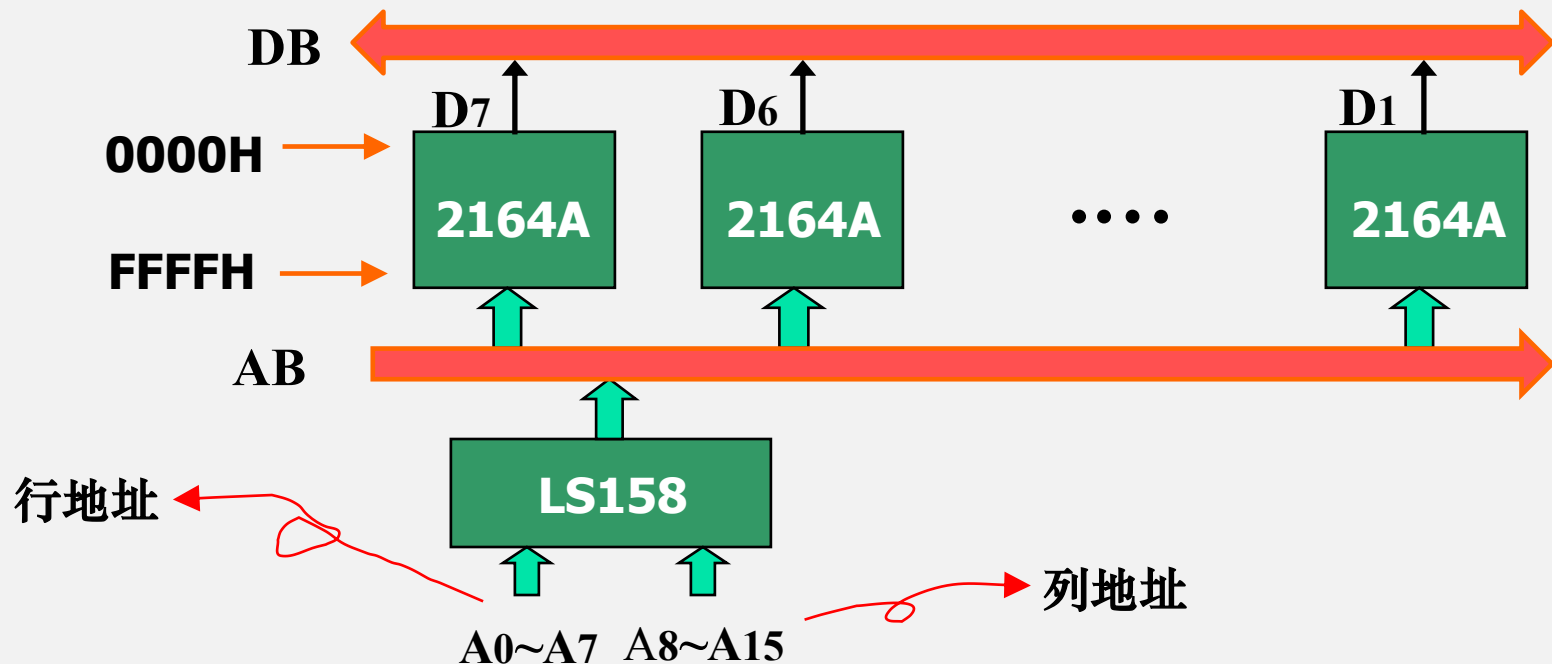 DB
D7
D6
D1
0000H
2164A
2164A
••••
2164A
FFFFH
AB
LS158
行地址
列地址
A0~A7 A8~A15